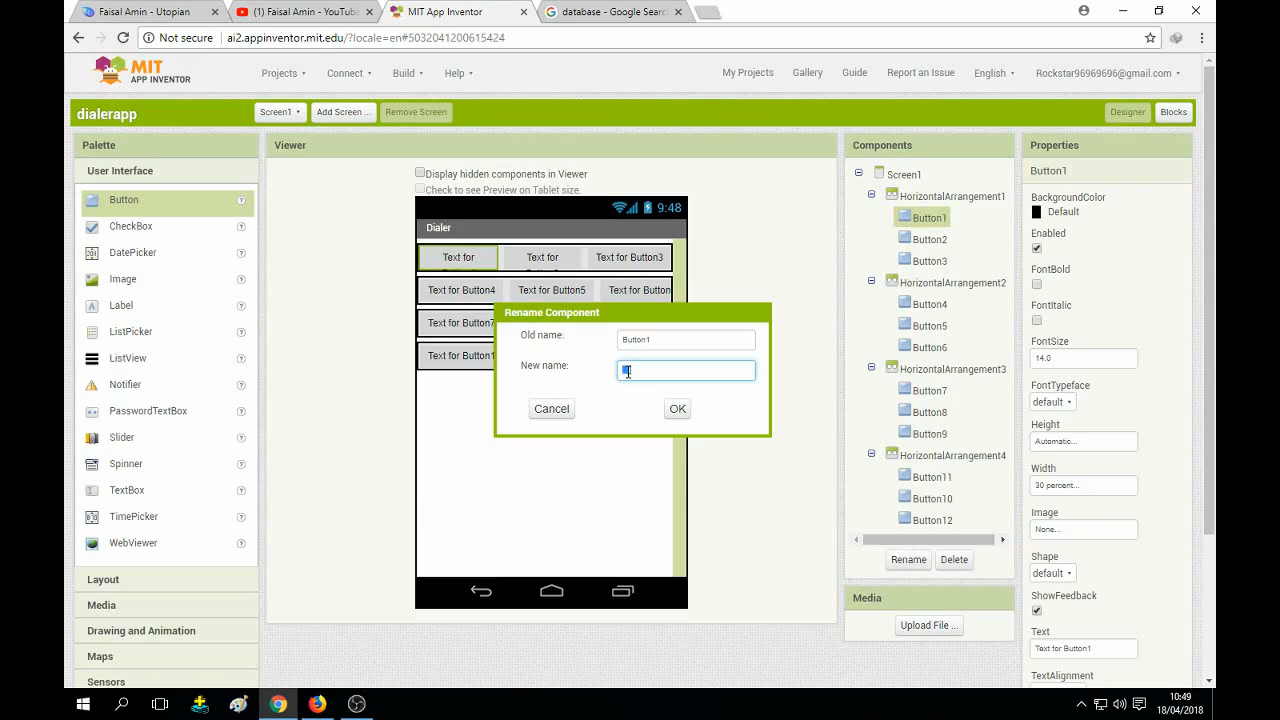 Faisal Amin - Utopian
(1) Faisal Amin - YouTube
MIT App Inventor
database - Google Search
Not secure
ai2.appinventor.mit.edu/?locale=en#5032041200615424
MIT
APP INVENTOR
Projects
Connect
Build
Help
My Projects
Gallery
Guide
Report an Issue
English
Rockstar96969696@gmail.com
dialerapp
Screen1
Add Screen ...
Remove Screen
Designer
Blocks
Palette
User Interface
Button
CheckBox
DatePicker
Image
Label
ListPicker
ListView
Notifier
PasswordTextBox
Slider
Spinner
TextBox
TimePicker
WebViewer
Layout
Media
Drawing and Animation
Maps
Sensors
Viewer
Display hidden components in Viewer
Check to see Preview on Tablet size.
9:48
Dialer
Text for
Text for
Text for Button3
Text for Button4
Text for Button5
Text for Button
Text for Button7
Text for Button1
Rename Component
Old name:
Button1
New name:
Cancel
OK
Components
Screen1
HorizontalArrangement1
Button1
Button2
Button3
HorizontalArrangement2
Button4
Button5
Button6
HorizontalArrangement3
Button7
Button8
Button9
HorizontalArrangement4
Button11
Button10
Button12
Rename
Delete
Media
Upload File ...
Properties
Button1
BackgroundColor
Default
Enabled
FontBold
FontItalic
FontSize
14.0
FontTypeface
default
Height
Automatic...
Width
30 percent...
Image
None...
Shape
default
ShowFeedback
Text
Text for Button1
TextAlignment
10:49
18/04/2018